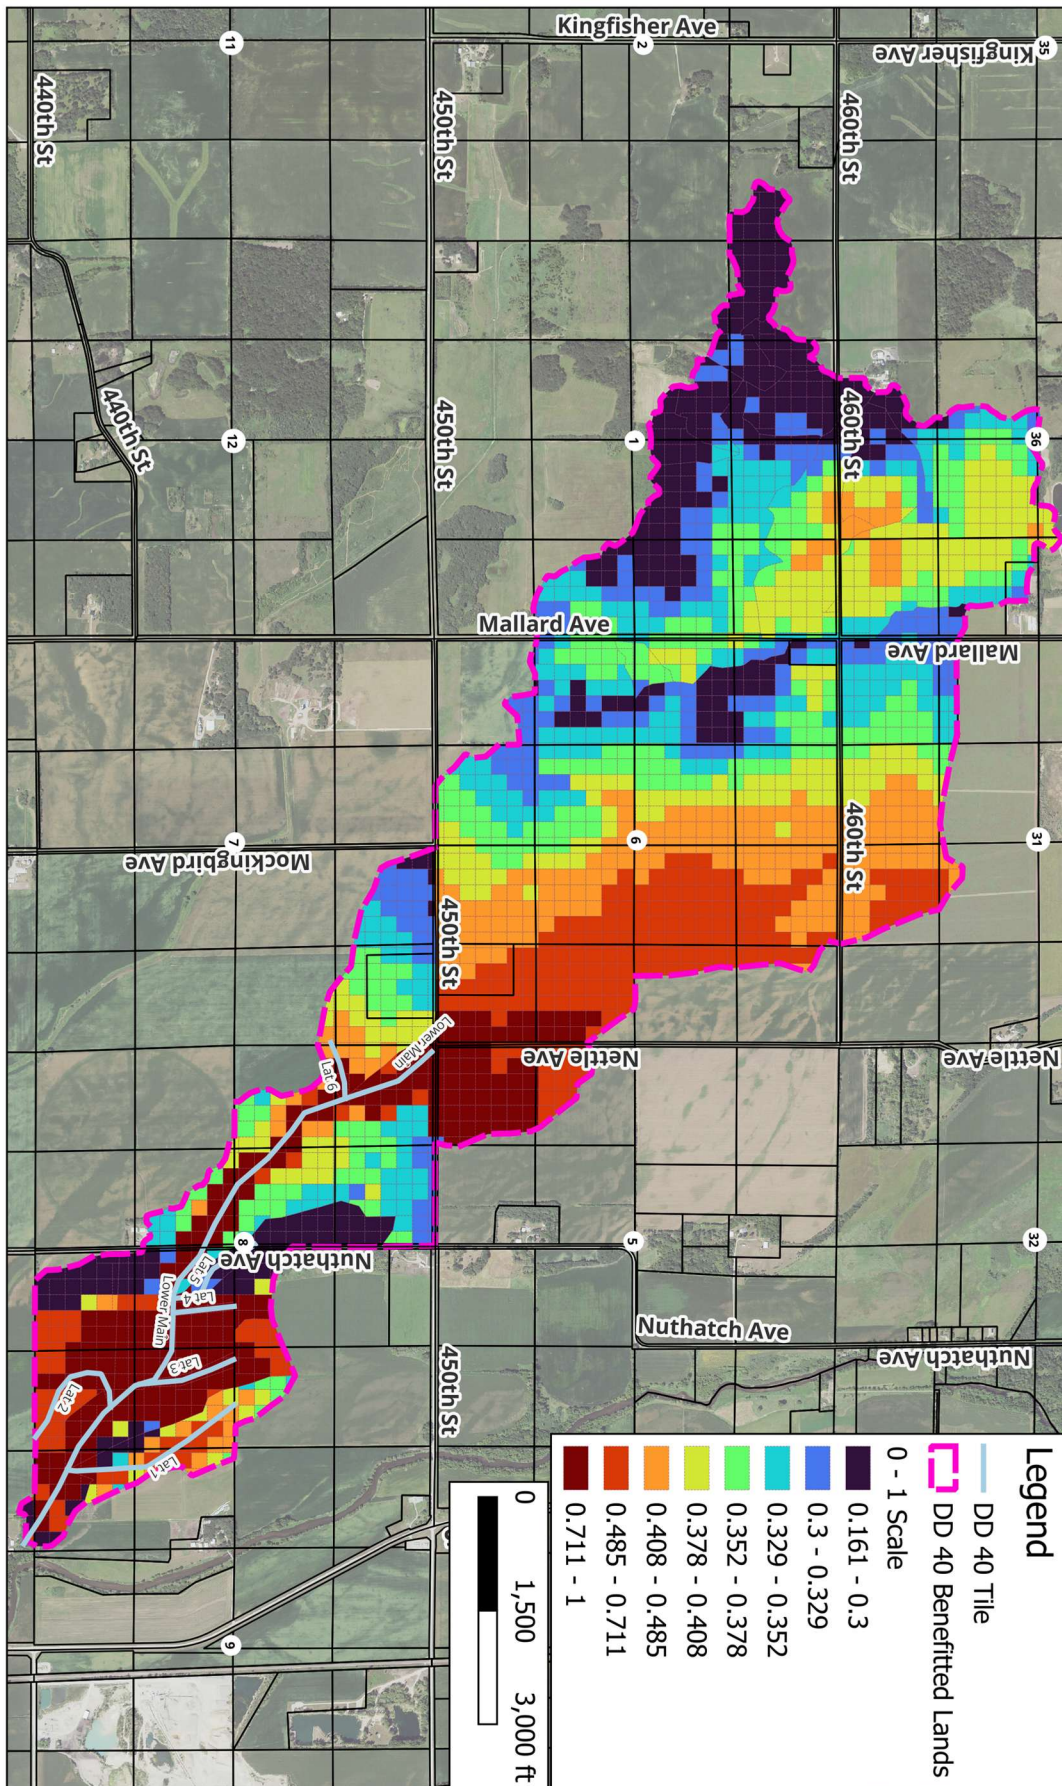 Kingfisher Ave
Kingfisher Ave
11
2
35
440th St
450th St
460th St
440th St
12
450th St
1
460th St
36
Mallard Ave
Mallard Ave
7
Mockingbird Ave
6
460th St
31
450th St
Lower Main
Lat 6
Nettle Ave
Nettle Ave
Nettle Ave
8
Nuthatch Ave
5
32
Lat 5
Lat 4
Lower Main
Lat 3
Lat 2
Lat 1
Nuthatch Ave
Nuthatch Ave
450th St
9
Legend
DD 40 Tile
DD 40 Benefitted Lands
0 - 1 Scale
0.161 - 0.3
0.3 - 0.329
0.329 - 0.352
0.352 - 0.378
0.378 - 0.408
0.408 - 0.485
0.485 - 0.711
0.711 - 1
0 1,500 3,000 ft